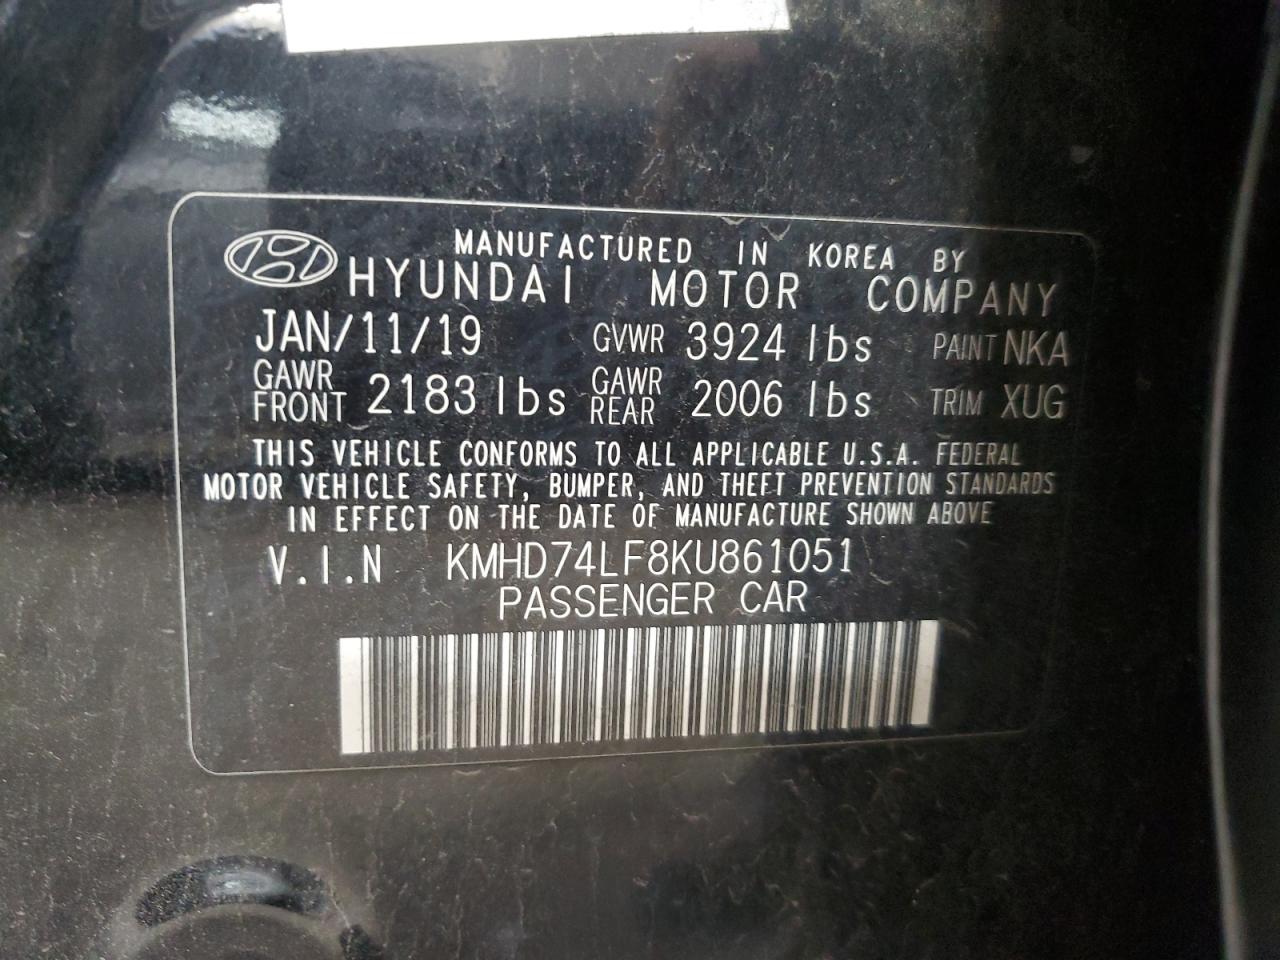 MANUFACTURED IN KOREA BY
HYUNDAI MOTOR COMPANY
JAN/11/19 GVWR 3924 lbs PAINT NKA
GAWR FRONT 2183 lbs GAWR REAR 2006 lbs TRIM XUG
THIS VEHICLE CONFORMS TO ALL APPLICABLE U.S.A. FEDERAL
MOTOR VEHICLE SAFETY, BUMPER, AND THEFT PREVENTION STANDARDS
IN EFFECT ON THE DATE OF MANUFACTURE SHOWN ABOVE
V.I.N KMHD74LF8KU861051
PASSENGER CAR